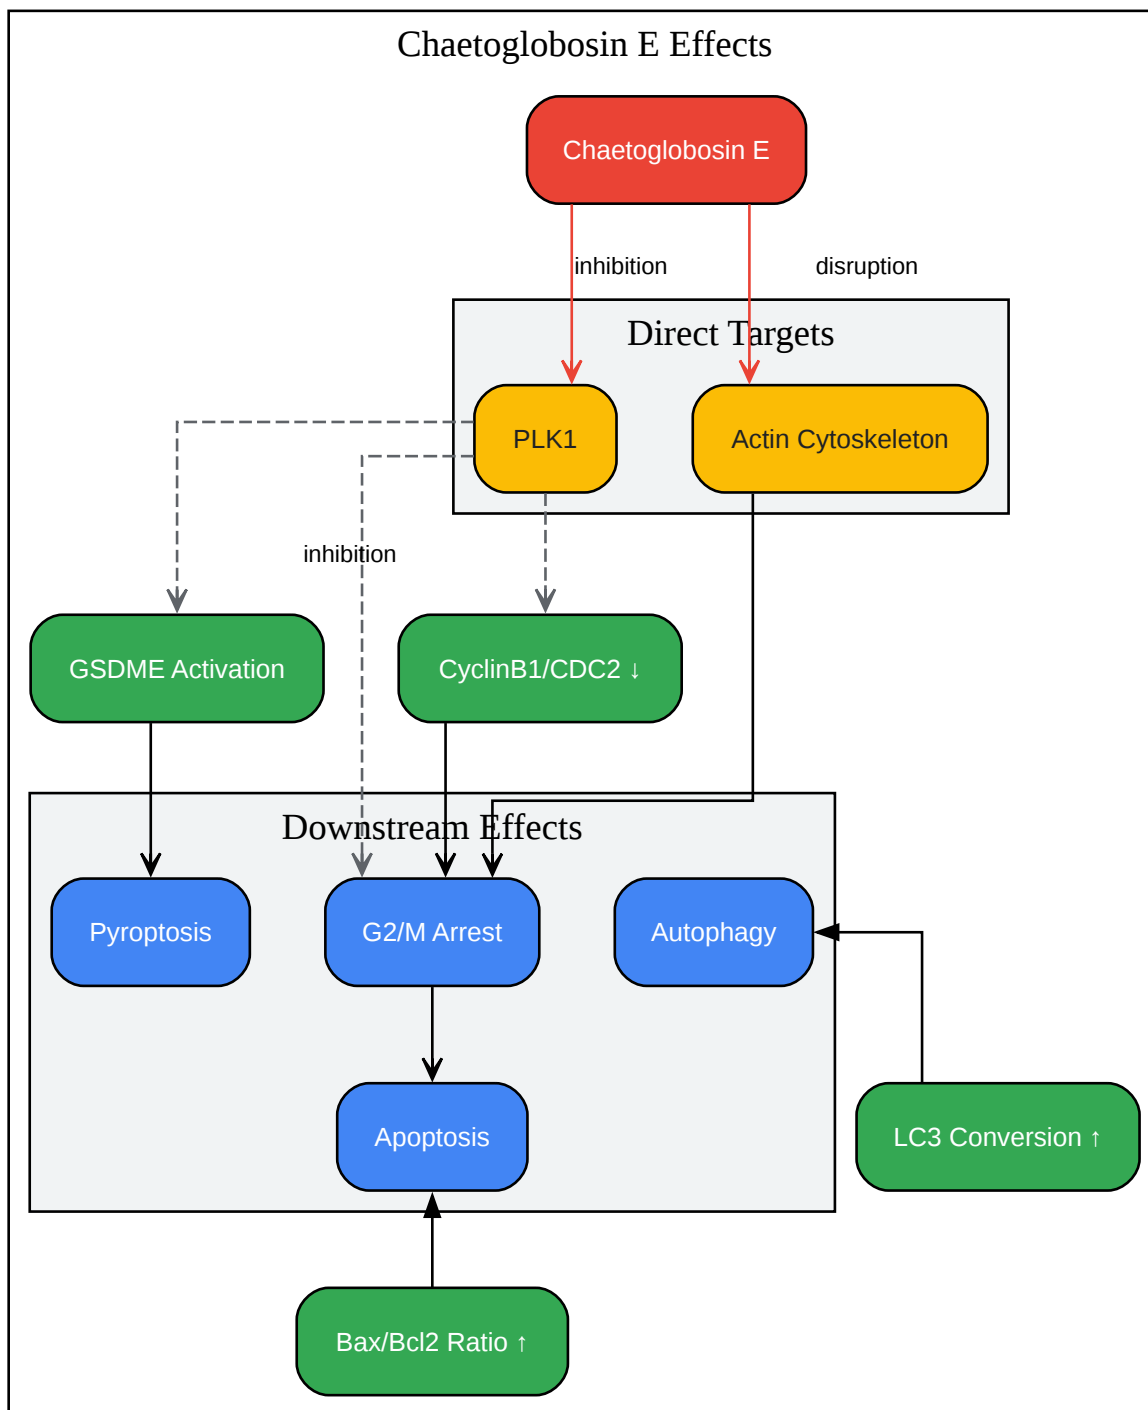 Chaetoglobosin E Effects
Chaetoglobosin E
inhibition
disruption
Direct Targets
PLK1
Actin Cytoskeleton
inhibition
GSDME Activation
CyclinB1/CDC2 ↓
Downstream Effects
Pyroptosis
G2/M Arrest
Autophagy
Apoptosis
LC3 Conversion ↑
Bax/Bcl2 Ratio ↑